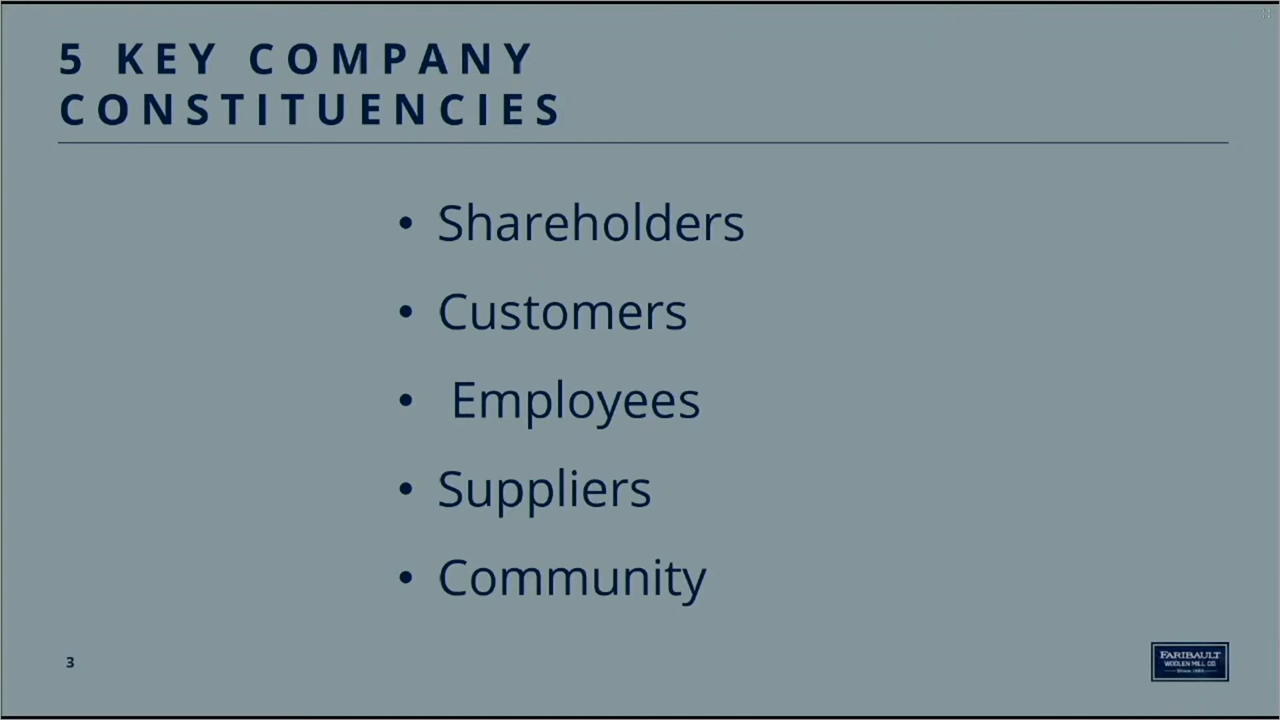 5 KEY COMPANY
CONSTITUENCIES
• Shareholders
• Customers
• Employees
• Suppliers
• Community
3
FARIBAULT
WOOLEN MILL CO.